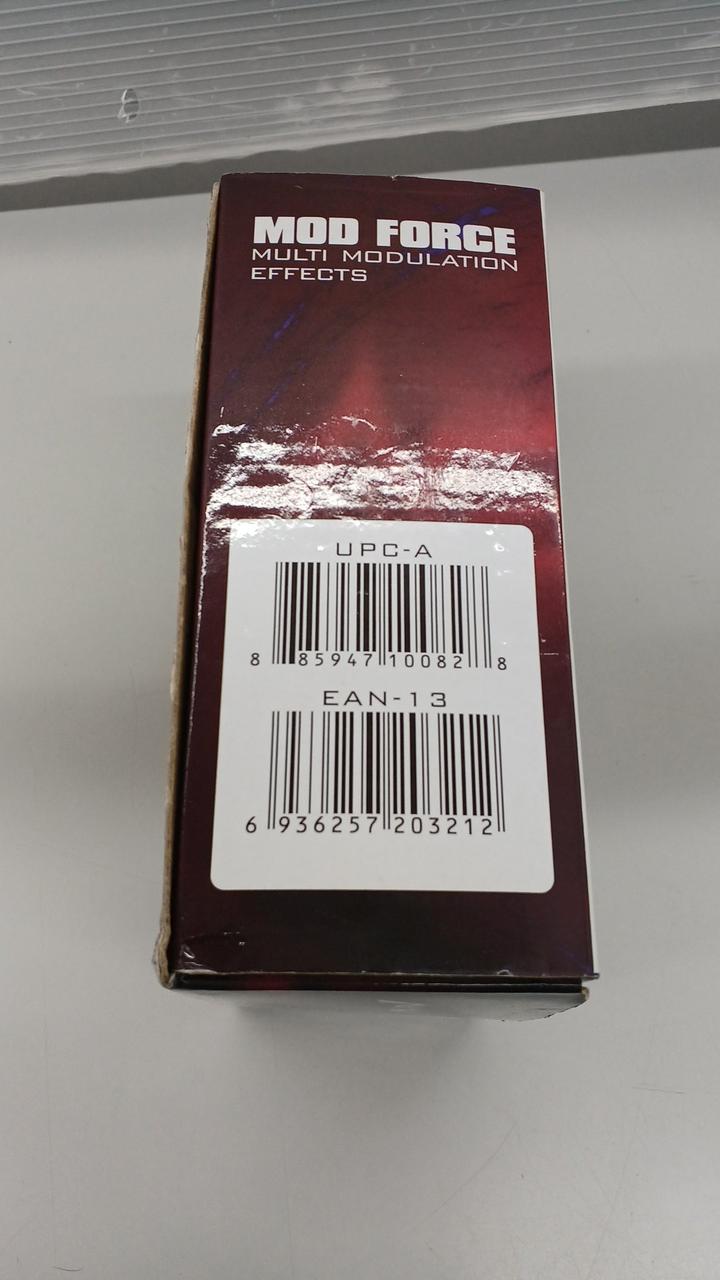 MOD FORCE
MULTI MODULATION
EFFECTS
UPC-A
8 85947 10082 8
EAN-13
6 936257 203212